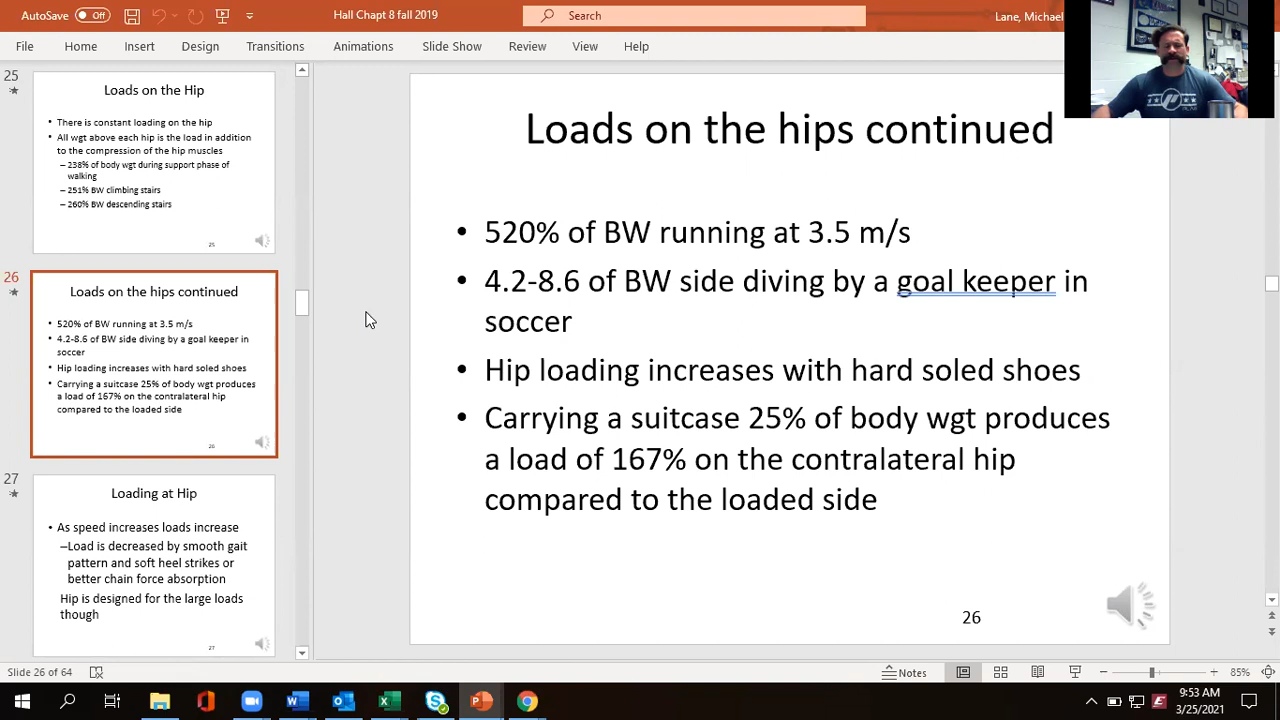 AutoSave
Off
Hall Chapt 8 fall 2019
Search
Lane, Michael
File
Home
Insert
Design
Transitions
Animations
Slide Show
Review
View
Help
25
Loads on the Hip
• There is constant loading on the hip
• All wgt above each hip is the load in addition
to the compression of the hip muscles
– 238% of body wgt during support phase of
walking
– 251% BW climbing stairs
– 260% BW descending stairs
25
26
Loads on the hips continued
• 520% of BW running at 3.5 m/s
• 4.2-8.6 of BW side diving by a goal keeper in
soccer
• Hip loading increases with hard soled shoes
• Carrying a suitcase 25% of body wgt produces
a load of 167% on the contralateral hip
compared to the loaded side
26
27
Loading at Hip
• As speed increases loads increase
–Load is decreased by smooth gait
pattern and soft heel strikes or
better chain force absorption
Hip is designed for the large loads
though
27
Loads on the hips continued
• 520% of BW running at 3.5 m/s
• 4.2-8.6 of BW side diving by a goal keeper in
soccer
• Hip loading increases with hard soled shoes
• Carrying a suitcase 25% of body wgt produces
a load of 167% on the contralateral hip
compared to the loaded side
26
Slide 26 of 64
Notes
85%
9:53 AM
3/25/2021